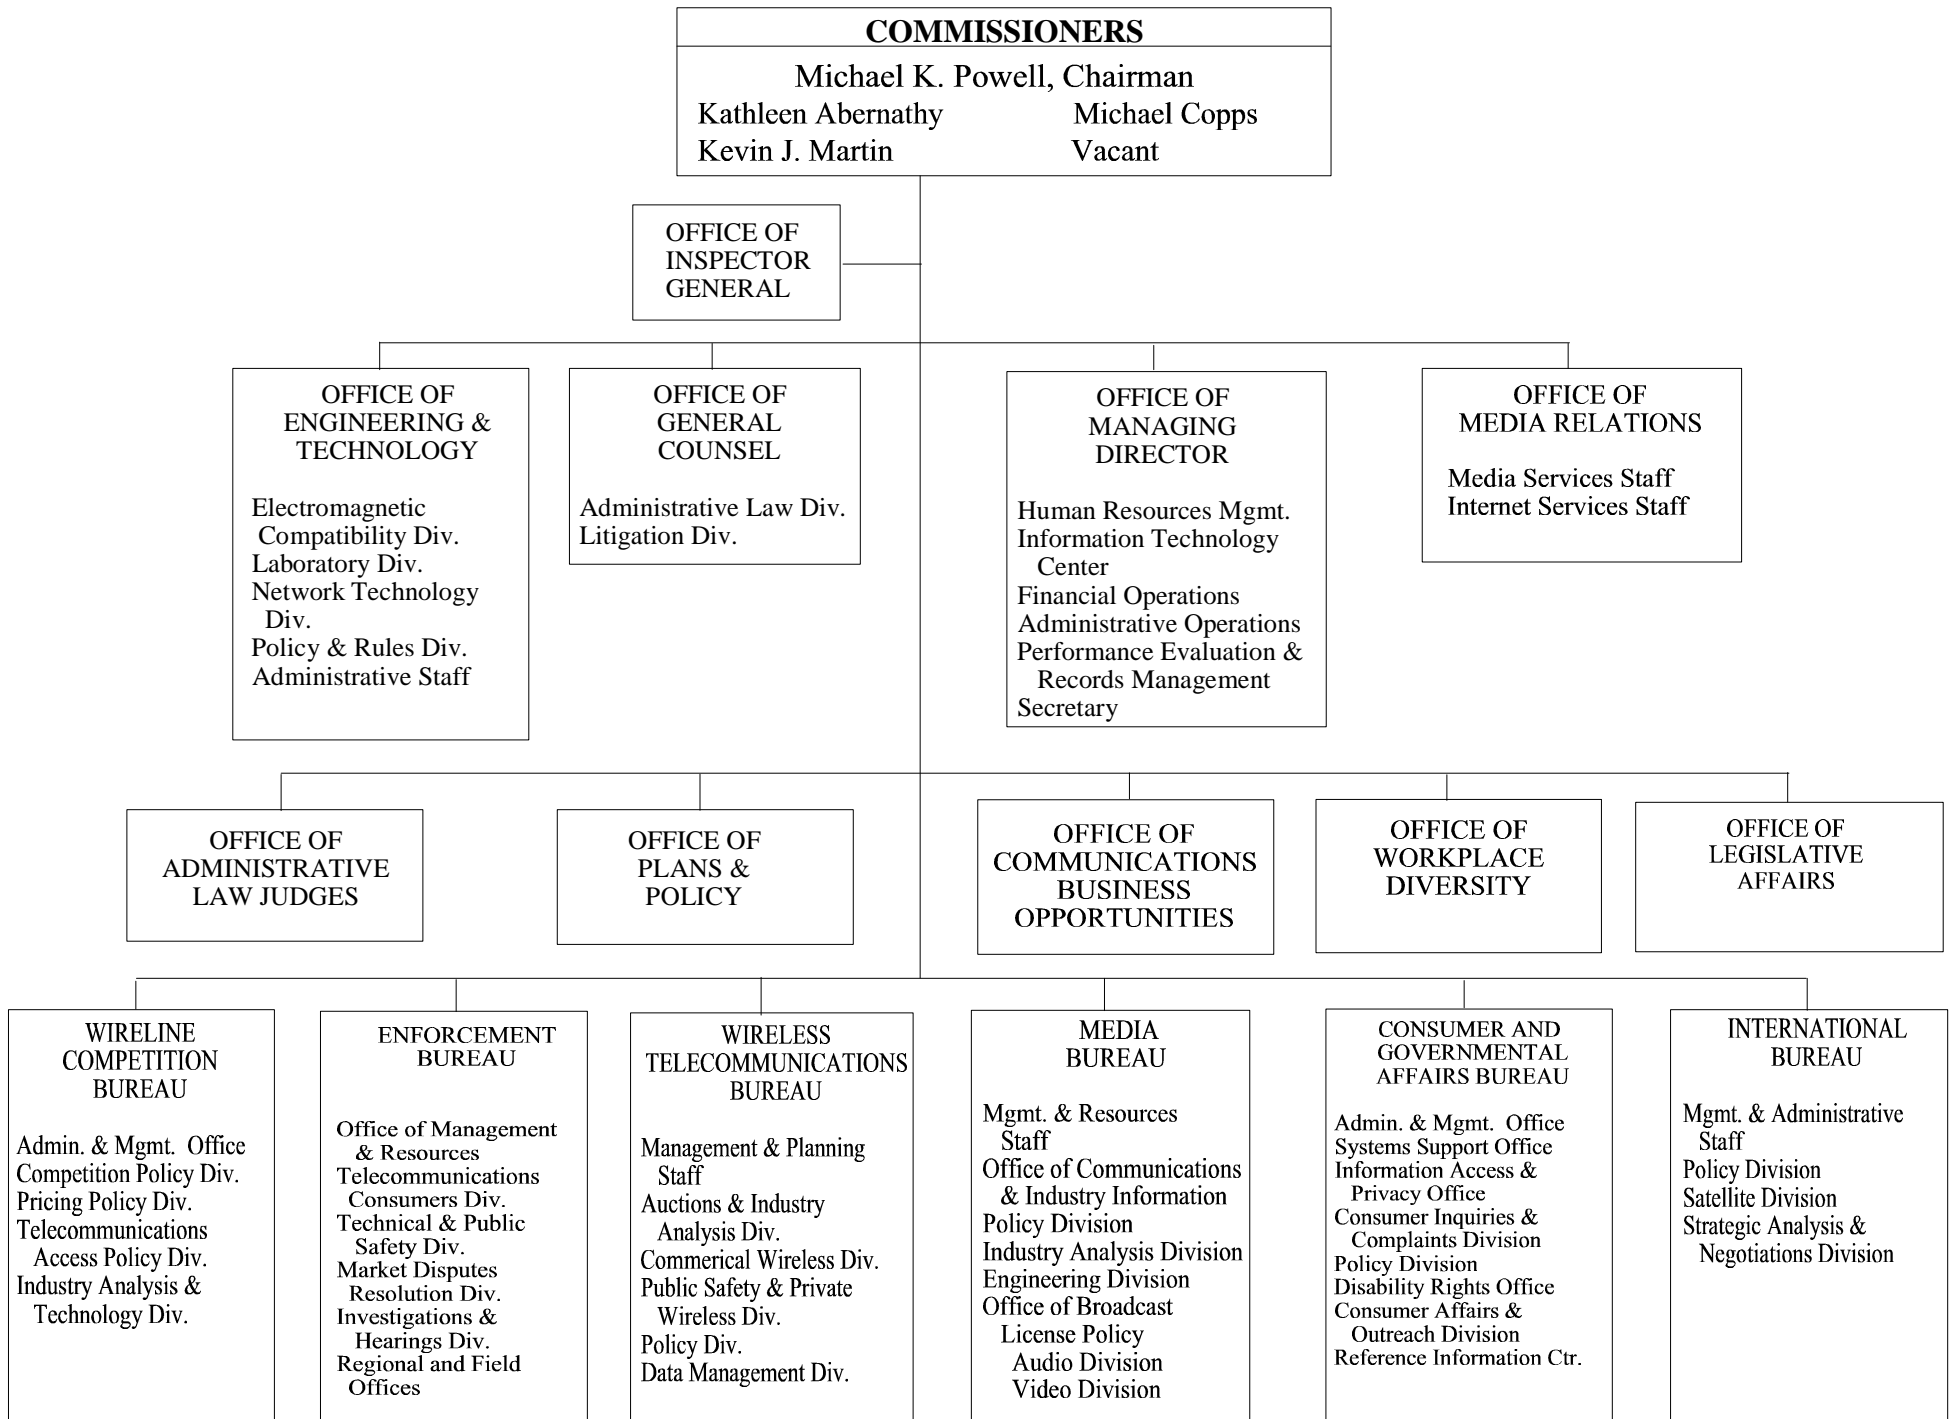 COMMISSIONERS
Michael K. Powell, Chairman
Kathleen Abernathy Michael Copps
Kevin J. Martin Vacant
OFFICE OF
INSPECTOR
GENERAL
OFFICE OF
ENGINEERING &
TECHNOLOGY
Electromagnetic
Compatibility Div.
Laboratory Div.
Network Technology
Div.
Policy & Rules Div.
Administrative Staff
OFFICE OF
GENERAL
COUNSEL
Administrative Law Div.
Litigation Div.
OFFICE OF
MANAGING
DIRECTOR
Human Resources Mgmt.
Information Technology
Center
Financial Operations
Administrative Operations
Performance Evaluation &
Records Management
Secretary
OFFICE OF
MEDIA RELATIONS
Media Services Staff
Internet Services Staff
OFFICE OF
ADMINISTRATIVE
LAW JUDGES
OFFICE OF
PLANS &
POLICY
OFFICE OF
COMMUNICATIONS
BUSINESS
OPPORTUNITIES
OFFICE OF
WORKPLACE
DIVERSITY
OFFICE OF
LEGISLATIVE
AFFAIRS
WIRELINE
COMPETITION
BUREAU
Admin. & Mgmt. Office
Competition Policy Div.
Pricing Policy Div.
Telecommunications
Access Policy Div.
Industry Analysis &
Technology Div.
ENFORCEMENT
BUREAU
Office of Management
& Resources
Telecommunications
Consumers Div.
Technical & Public
Safety Div.
Market Disputes
Resolution Div.
Investigations &
Hearings Div.
Regional and Field
Offices
WIRELESS
TELECOMMUNICATIONS
BUREAU
Management & Planning
Staff
Auctions & Industry
Analysis Div.
Commerical Wireless Div.
Public Safety & Private
Wireless Div.
Policy Div.
Data Management Div.
MEDIA
BUREAU
Mgmt. & Resources
Staff
Office of Communications
& Industry Information
Policy Division
Industry Analysis Division
Engineering Division
Office of Broadcast
License Policy
Audio Division
Video Division
CONSUMER AND
GOVERNMENTAL
AFFAIRS BUREAU
Admin. & Mgmt. Office
Systems Support Office
Information Access &
Privacy Office
Consumer Inquiries &
Complaints Division
Policy Division
Disability Rights Office
Consumer Affairs &
Outreach Division
Reference Information Ctr.
INTERNATIONAL
BUREAU
Mgmt. & Administrative
Staff
Policy Division
Satellite Division
Strategic Analysis &
Negotiations Division